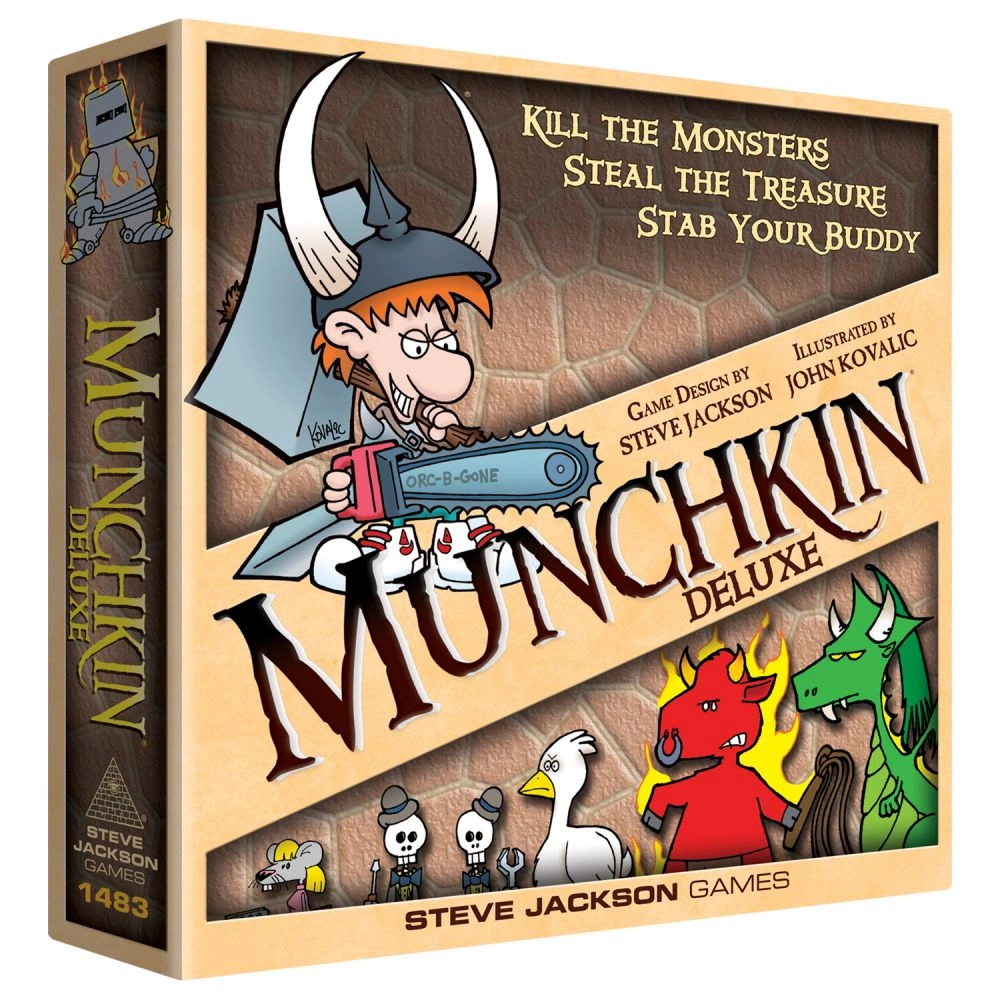 KILL THE MONSTERS
STEAL THE TREASURE
STAB YOUR BUDDY
GAME DESIGN BY
STEVE JACKSON
ILLUSTRATED BY
JOHN KOVALIC
KOVALIC
ORC-B-GONE
MUNCHKIN
DELUXE
STEVE JACKSON GAMES
MUNCHKIN
DELUXE
STEVE
JACKSON
GAMES
1483